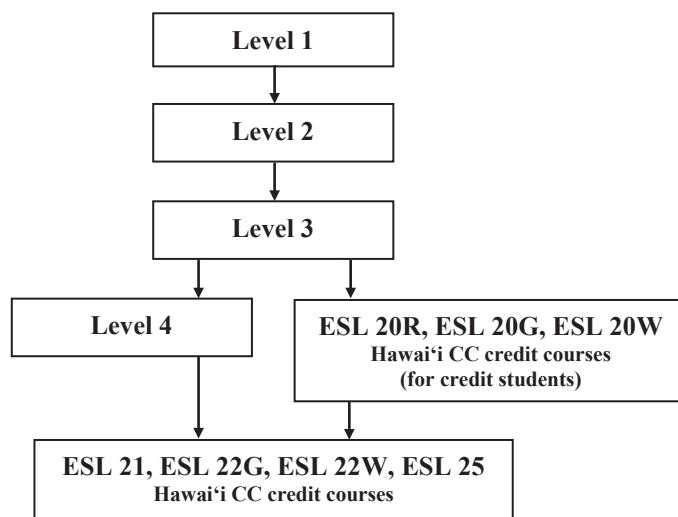 Level 1
Level 2
Level 3
Level 4
ESL 20R, ESL 20G, ESL 20W
Hawai‘i CC credit courses
(for credit students)
ESL 21, ESL 22G, ESL 22W, ESL 25
Hawai‘i CC credit courses